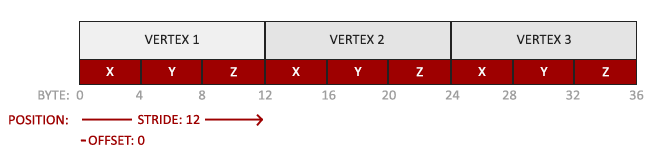 VERTEX 1 VERTEX 2 VERTEX 3
X Y Z X Y Z X Y Z
BYTE: 0 4 8 12 16 20 24 28 32 36
POSITION: STRIDE: 12
OFFSET: 0